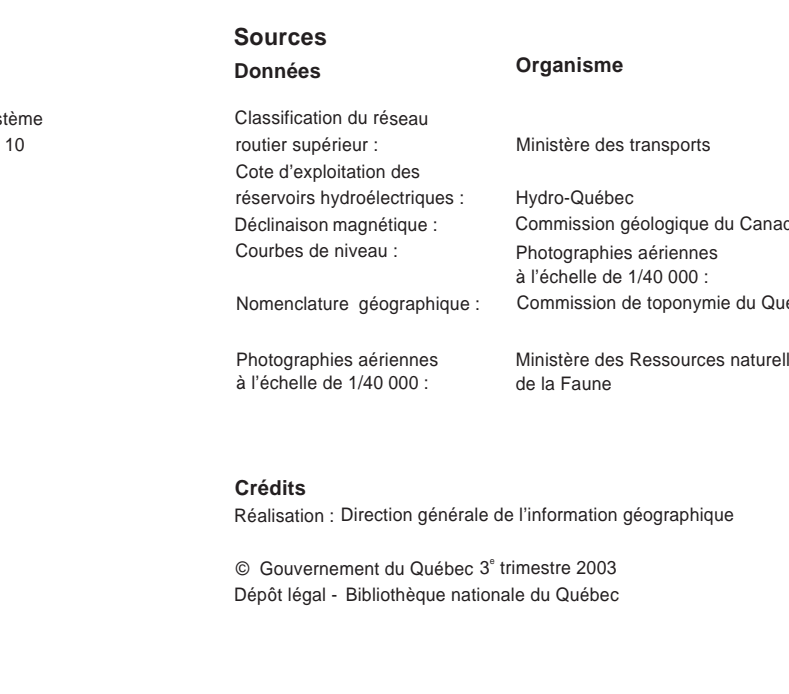 stème
10
Sources
Données Organisme
Classification du réseau
routier supérieur : Ministère des transports
Cote d'exploitation des
réservoirs hydroélectriques : Hydro-Québec
Déclinaison magnétique : Commission géologique du Canad
Courbes de niveau : Photographies aériennes
à l'échelle de 1/40 000 :
Nomenclature géographique : Commission de toponymie du Qué
Photographies aériennes Ministère des Ressources naturell
à l'échelle de 1/40 000 : de la Faune
Crédits
Réalisation : Direction générale de l'information géographique
© Gouvernement du Québec 3e trimestre 2003
Dépôt légal - Bibliothèque nationale du Québec